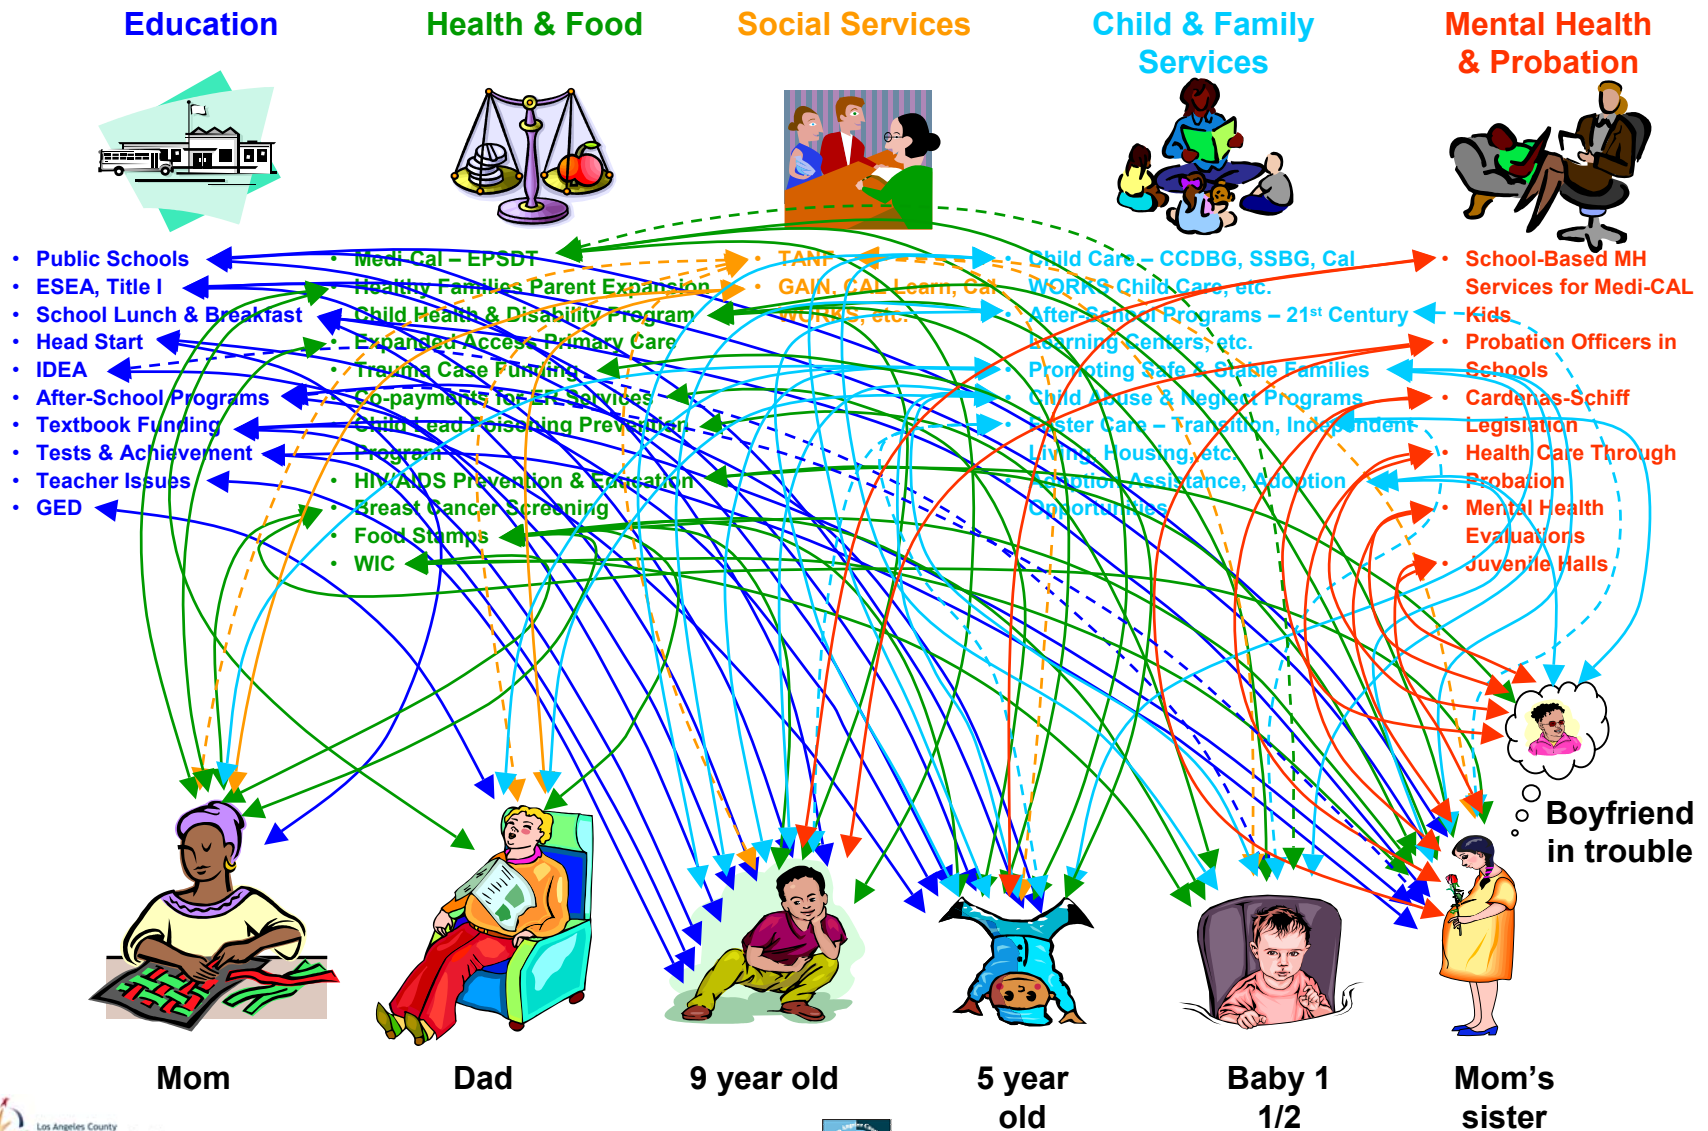 Education
Health & Food
Social Services
Child & Family
Services
Mental Health
& Probation
• Public Schools
• ESEA, Title I
• School Lunch & Breakfast
• Head Start
• IDEA
• After-School Programs
• Textbook Funding
• Tests & Achievement
• Teacher Issues
• GED
• Medi Cal – EPSDT
• Healthy Families Parent Expansion
• Child Health & Disability Program
• Expanded Access Primary Care
• Trauma Case Funding
• Co-payments for ER Services
• Child Lead Poisoning Prevention
Program
• HIV/AIDS Prevention & Education
• Breast Cancer Screening
• Food Stamps
• WIC
• TANF
• GAIN, CAL Learn, Cal
WORKS, etc.
• Child Care – CCDBG, SSBG, Cal
WORKS Child Care, etc.
• After-School Programs – 21st Century
Learning Centers, etc.
• Promoting Safe & Stable Families
• Child Abuse & Neglect Programs
• Foster Care – Transition, Independent
Living, Housing, etc.
• Adoption Assistance, Adoption
Opportunities
• School-Based MH
Services for Medi-CAL
Kids
• Probation Officers in
Schools
• Cardenas-Schiff
Legislation
• Health Care Through
Probation
• Mental Health
Evaluations
• Juvenile Halls
Boyfriend
in trouble
Mom
Dad
9 year old
5 year
old
Baby 1
1/2
Mom’s
sister
Los Angeles County